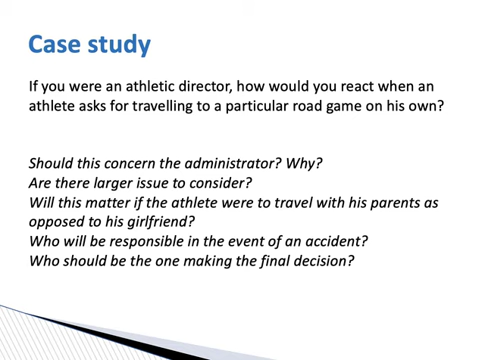 Case study
If you were an athletic director, how would you react when an
athlete asks for travelling to a particular road game on his own?
Should this concern the administrator? Why?
Are there larger issue to consider?
Will this matter if the athlete were to travel with his parents as
opposed to his girlfriend?
Who will be responsible in the event of an accident?
Who should be the one making the final decision?